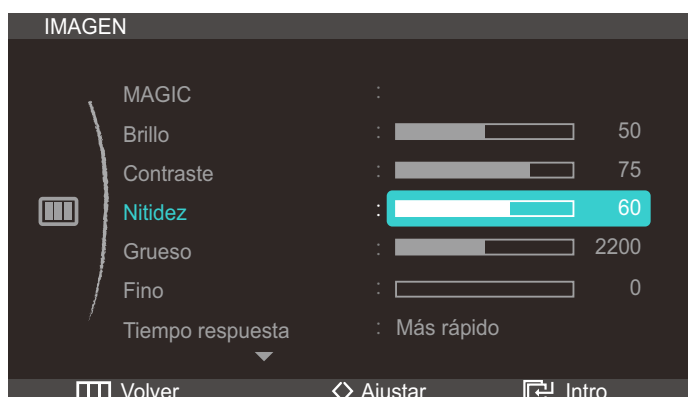 IMAGEN
MAGIC :
Brillo : 50
Contraste : 75
Nitidez : 60
Grueso : 2200
Fino : 0
Tiempo respuesta : Más rápido
Volver Ajustar Intro